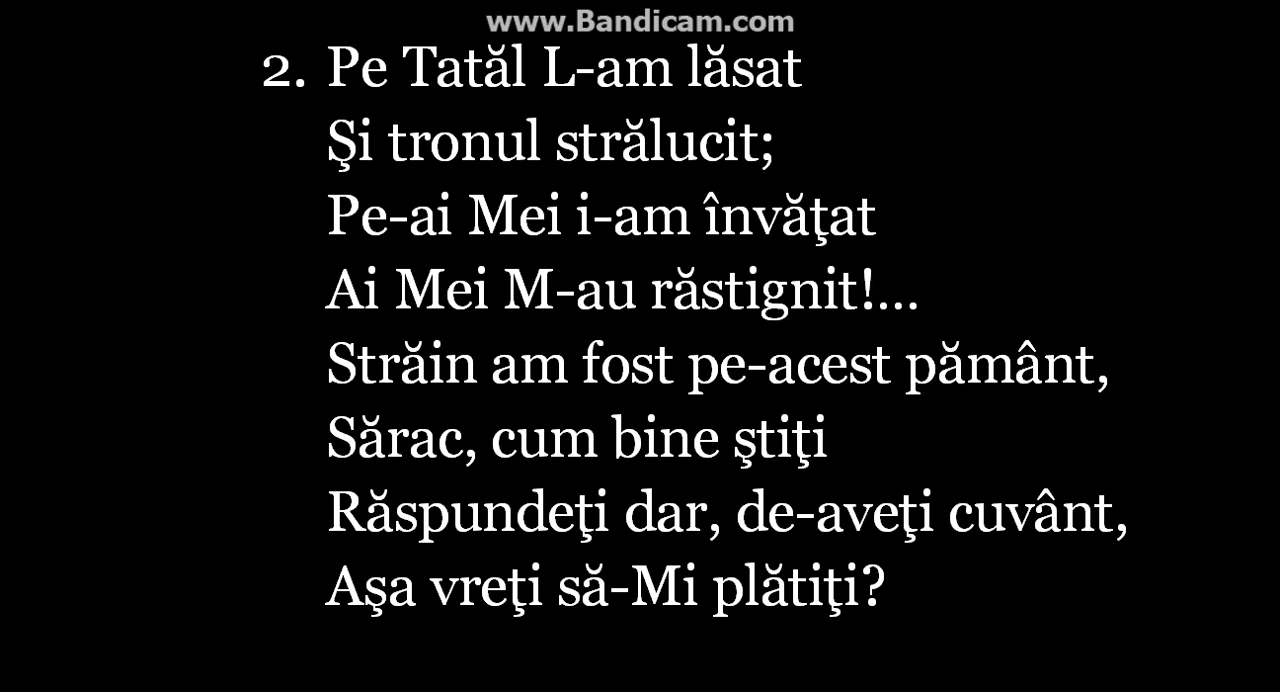 www.Bandicam.com
2. Pe Tatăl L-am lăsat
Şi tronul strălucit;
Pe-ai Mei i-am învăţat
Ai Mei M-au răstignit!...
Străin am fost pe-acest pământ,
Sărac, cum bine ştiţi
Răspundeţi dar, de-aveţi cuvânt,
Aşa vreţi să-Mi plătiţi?